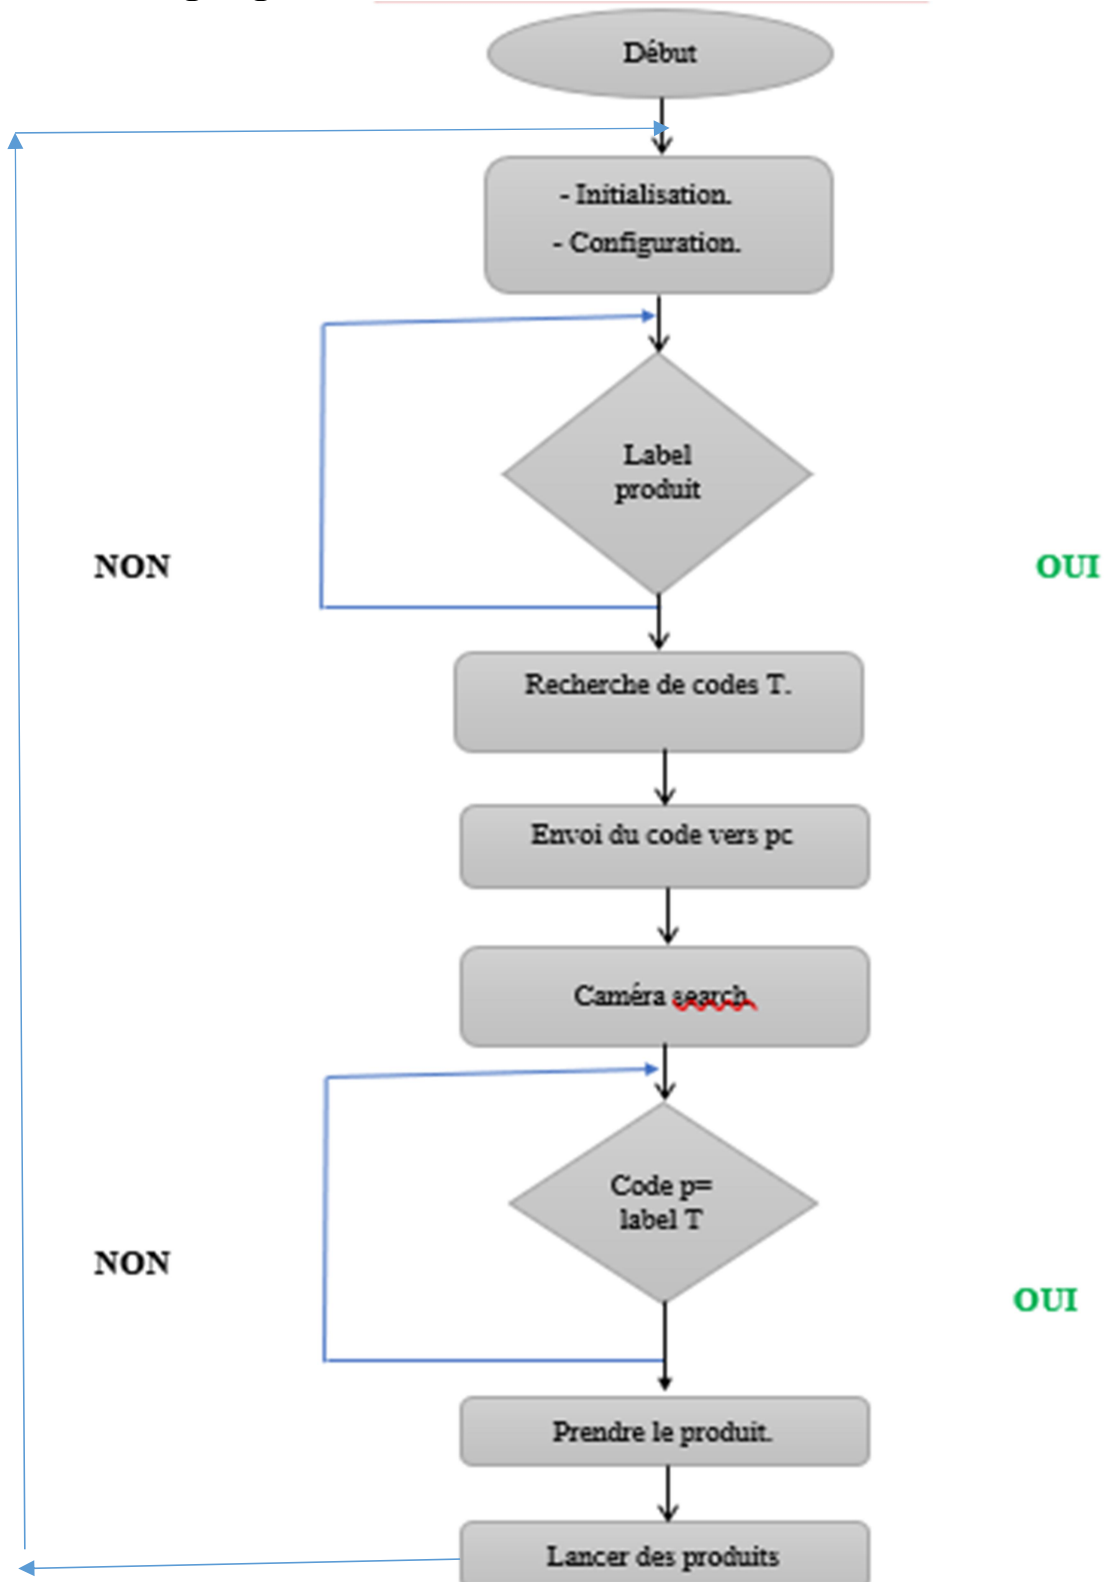 Début
- Initialisation.
- Configuration.
Label
produit
NON
OUI
Recherche de codes T.
Envoi du code vers pc
Caméra search.
Code p=
label T
NON
OUI
Prendre le produit.
Lancer des produits